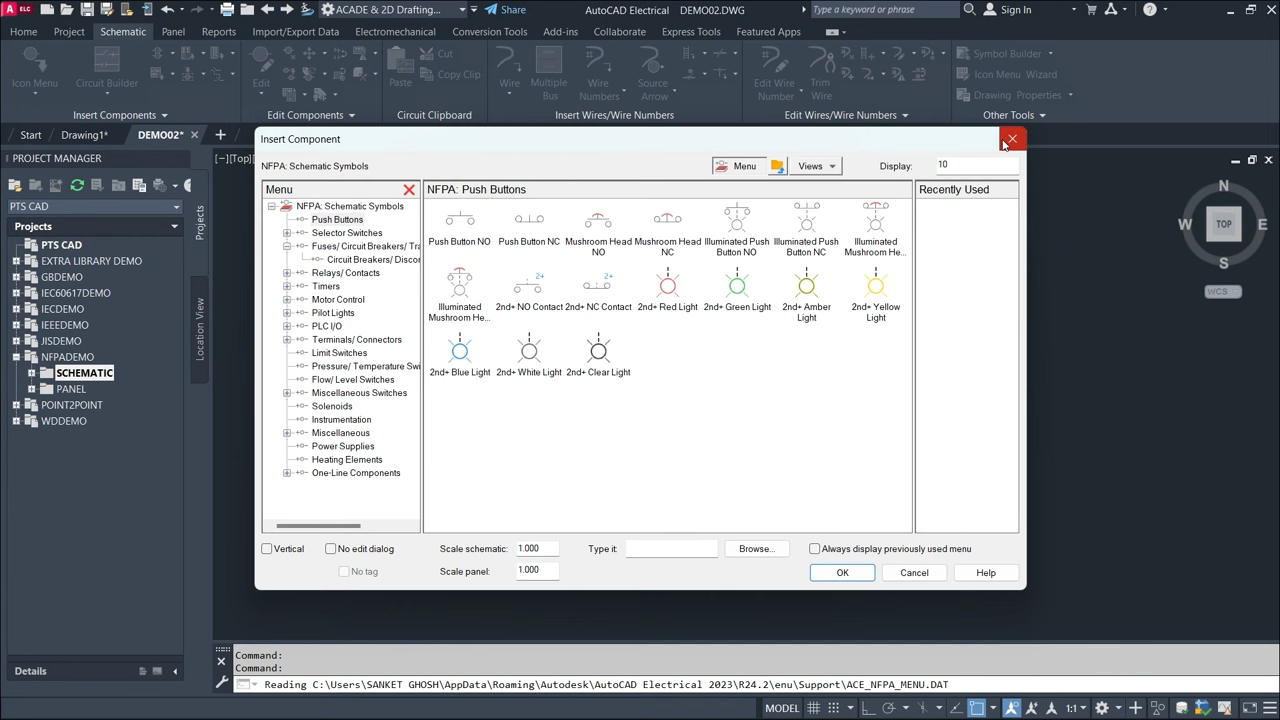 ELC
ACADE & 2D Drafting...
Share
AutoCAD Electrical DEMO02.DWG
Type a keyword or phrase
Sign In
Home
Project
Schematic
Panel
Reports
Import/Export Data
Electromechanical
Conversion Tools
Add-ins
Collaborate
Express Tools
Featured Apps
Icon Menu
Circuit Builder
Edit
Paste
Cut
Copy Clip
Wire
Multiple
Bus
Wire
Numbers
Source
Arrow
Edit Wire
Number
Trim
Wire
Symbol Builder
Icon Menu Wizard
Drawing Properties
Insert Components
Edit Components
Circuit Clipboard
Insert Wires/Wire Numbers
Edit Wires/Wire Numbers
Other Tools
Start
Drawing1*
DEMO02*
PROJECT MANAGER
PTS CAD
Projects
PTS CAD
EXTRA LIBRARY DEMO
GBDEMO
IEC60617DEMO
IECDEMO
IEEEDEMO
JISDEMO
NFPADEMO
SCHEMATIC
PANEL
POINT2POINT
WDDEMO
Details
Projects
Location View
[−][Top]
Insert Component
NFPA: Schematic Symbols
Menu
Views
Display:
10
Menu
NFPA: Schematic Symbols
Push Buttons
Selector Switches
Fuses/ Circuit Breakers/ Tra
Circuit Breakers/ Discor
Relays/ Contacts
Timers
Motor Control
Pilot Lights
PLC I/O
Terminals/ Connectors
Limit Switches
Pressure/ Temperature Swi
Flow/ Level Switches
Miscellaneous Switches
Solenoids
Instrumentation
Miscellaneous
Power Supplies
Heating Elements
One-Line Components
NFPA: Push Buttons
Push Button NO
Push Button NC
Mushroom Head
NO
Mushroom Head
NC
Illuminated Push
Button NO
Illuminated Push
Button NC
Illuminated
Mushroom He...
Illuminated
Mushroom He...
2+
2nd+ NO Contact
2+
2nd+ NC Contact
2nd+ Red Light
2nd+ Green Light
2nd+ Amber
Light
2nd+ Yellow
Light
2nd+ Blue Light
2nd+ White Light
2nd+ Clear Light
Recently Used
Vertical
No edit dialog
No tag
Scale schematic:
1.000
Scale panel:
1.000
Type it:
Browse...
Always display previously used menu
OK
Cancel
Help
N
W
TOP
E
S
WCS
Command:
Command:
Reading C:\Users\SANKET GHOSH\AppData\Roaming\Autodesk\AutoCAD Electrical 2023\R24.2\enu\Support\ACE_NFPA_MENU.DAT
MODEL
1:1